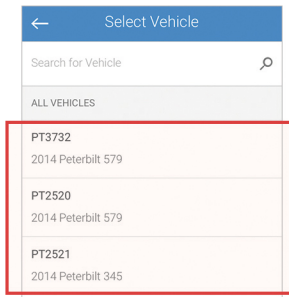 Select Vehicle
Search for Vehicle
ALL VEHICLES
PT3732
2014 Peterbilt 579
PT2520
2014 Peterbilt 579
PT2521
2014 Peterbilt 345